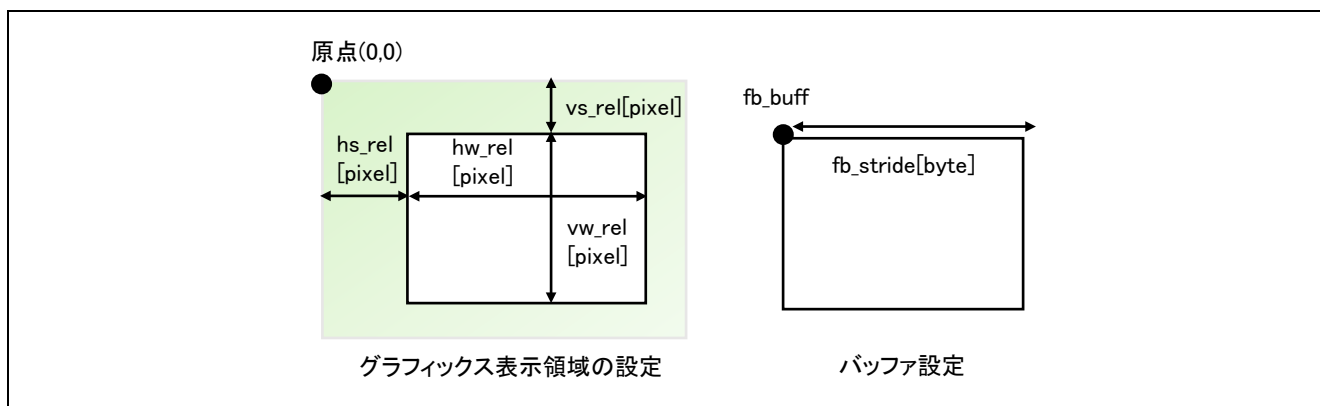 原点(0,0)
vs_rel[pixel]
hs_rel
[pixel]
hw_rel
[pixel]
vw_rel
[pixel]
グラフィックス表示領域の設定
fb_buff
fb_stride[byte]
バッファ設定